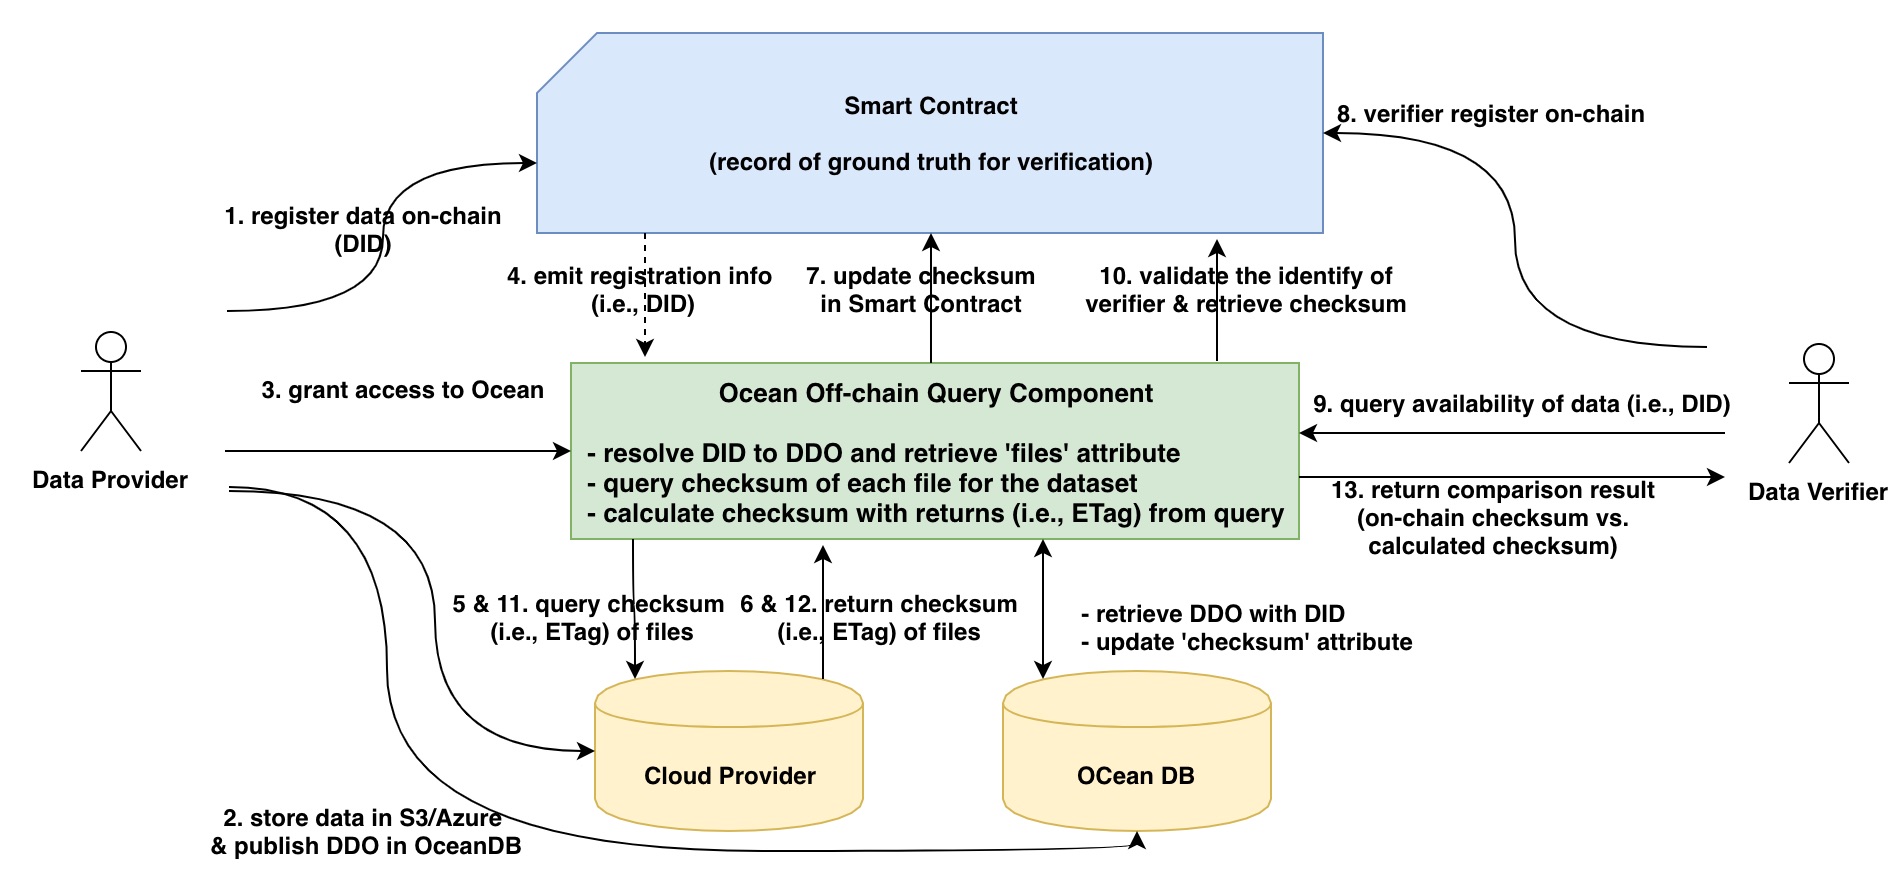 Smart Contract
(record of ground truth for verification)
8. verifier register on-chain
1. register data on-chain
(DID)
4. emit registration info
(i.e., DID)
7. update checksum
in Smart Contract
10. validate the identify of
verifier & retrieve checksum
3. grant access to Ocean
Ocean Off-chain Query Component
- resolve DID to DDO and retrieve 'files' attribute
- query checksum of each file for the dataset
- calculate checksum with returns (i.e., ETag) from query
9. query availability of data (i.e., DID)
Data Provider
13. return comparison result
(on-chain checksum vs.
calculated checksum)
Data Verifier
5 & 11. query checksum
(i.e., ETag) of files
6 & 12. return checksum
(i.e., ETag) of files
- retrieve DDO with DID
- update 'checksum' attribute
Cloud Provider
OCean DB
2. store data in S3/Azure
& publish DDO in OceanDB